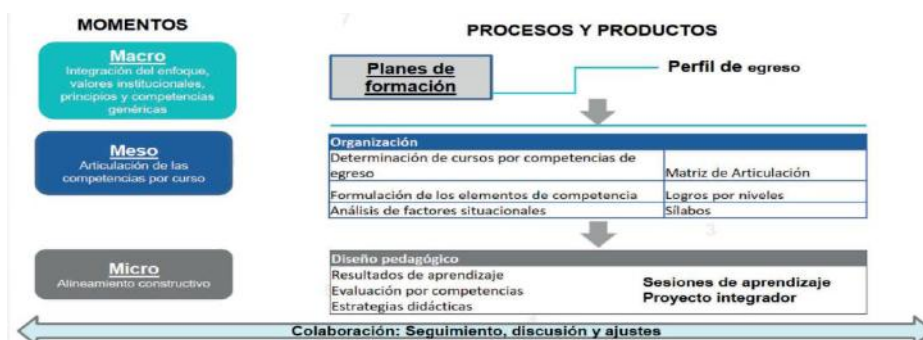 MOMENTOS
PROCESOS Y PRODUCTOS
Macro
Integración del enfoque,
valores institucionales,
principios y competencias
genéricas
Planes de
formación
Perfil de egreso
Meso
Articulación de las
competencias por curso
Organización
Determinación de cursos por competencias de
egreso
Matriz de Articulación
Formulación de los elementos de competencia
Logros por niveles
Análisis de factores situacionales
Sílabos
Micro
Alineamiento constructivo
Diseño pedagógico
Resultados de aprendizaje
Evaluación por competencias
Estrategias didácticas
Sesiones de aprendizaje
Proyecto integrador
Colaboración: Seguimiento, discusión y ajustes